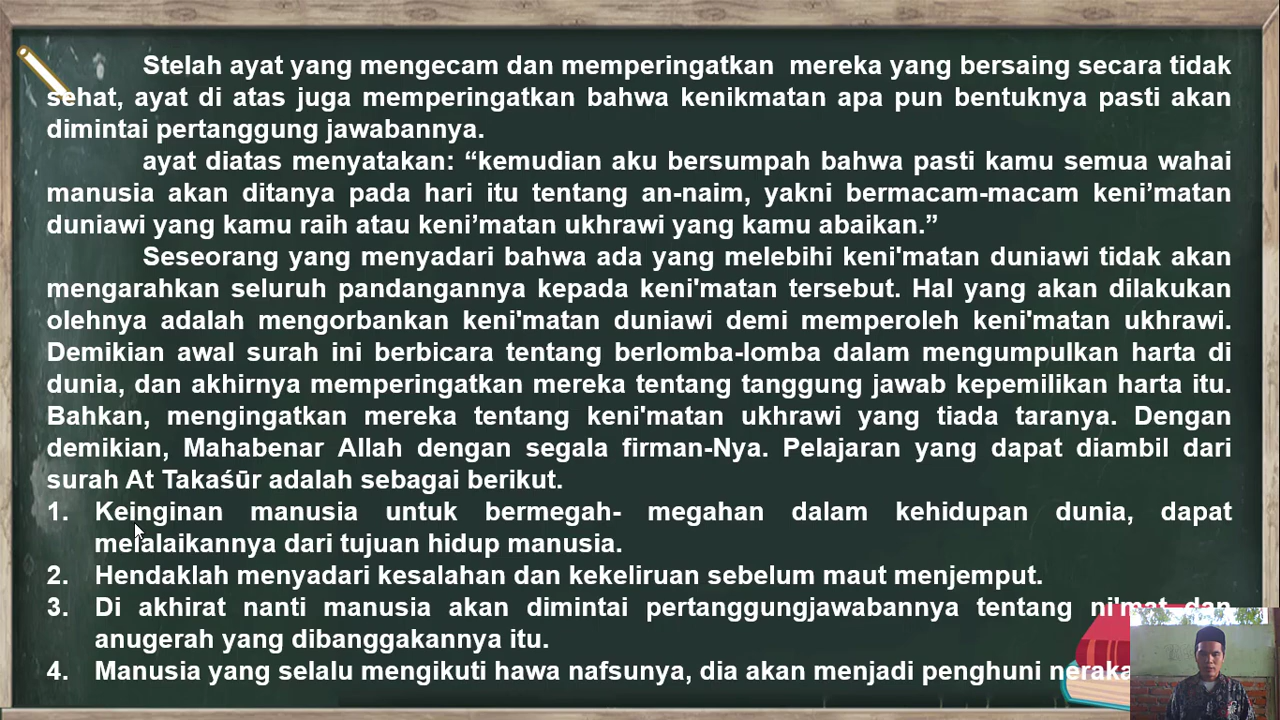 Stelah ayat yang mengecam dan memperingatkan mereka yang bersaing secara tidak
sehat, ayat di atas juga memperingatkan bahwa kenikmatan apa pun bentuknya pasti akan
dimintai pertanggung jawabannya.
ayat diatas menyatakan: “kemudian aku bersumpah bahwa pasti kamu semua wahai
manusia akan ditanya pada hari itu tentang an-naim, yakni bermacam-macam keni’matan
duniawi yang kamu raih atau keni’matan ukhrawi yang kamu abaikan.”
Seseorang yang menyadari bahwa ada yang melebihi keni'matan duniawi tidak akan
mengarahkan seluruh pandangannya kepada keni'matan tersebut. Hal yang akan dilakukan
olehnya adalah mengorbankan keni'matan duniawi demi memperoleh keni'matan ukhrawi.
Demikian awal surah ini berbicara tentang berlomba-lomba dalam mengumpulkan harta di
dunia, dan akhirnya memperingatkan mereka tentang tanggung jawab kepemilikan harta itu.
Bahkan, mengingatkan mereka tentang keni'matan ukhrawi yang tiada taranya. Dengan
demikian, Mahabenar Allah dengan segala firman-Nya. Pelajaran yang dapat diambil dari
surah At Takaśūr adalah sebagai berikut.
1. Keinginan manusia untuk bermegah- megahan dalam kehidupan dunia, dapat
melalaikannya dari tujuan hidup manusia.
2. Hendaklah menyadari kesalahan dan kekeliruan sebelum maut menjemput.
3. Di akhirat nanti manusia akan dimintai pertanggungjawabannya tentang ni'mat dan
anugerah yang dibanggakannya itu.
4. Manusia yang selalu mengikuti hawa nafsunya, dia akan menjadi penghuni neraka